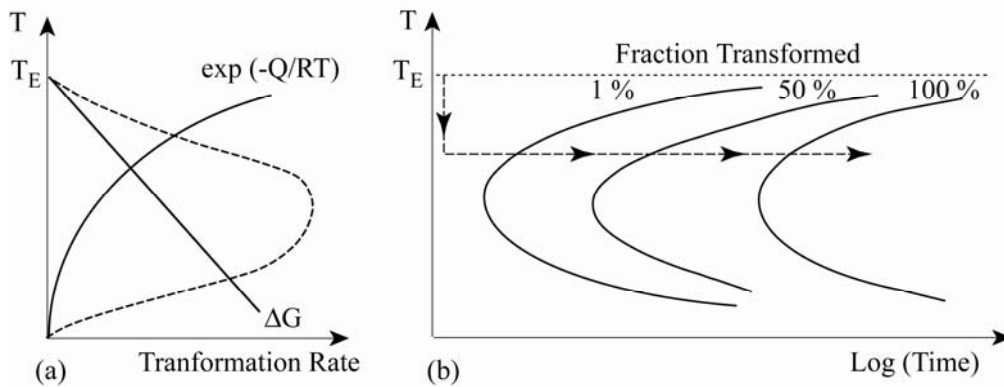 T
T_E
exp (-Q/RT)
ΔG
(a)
Tranformation Rate
T
T_E
Fraction Transformed
1 %
50 %
100 %
(b)
Log (Time)